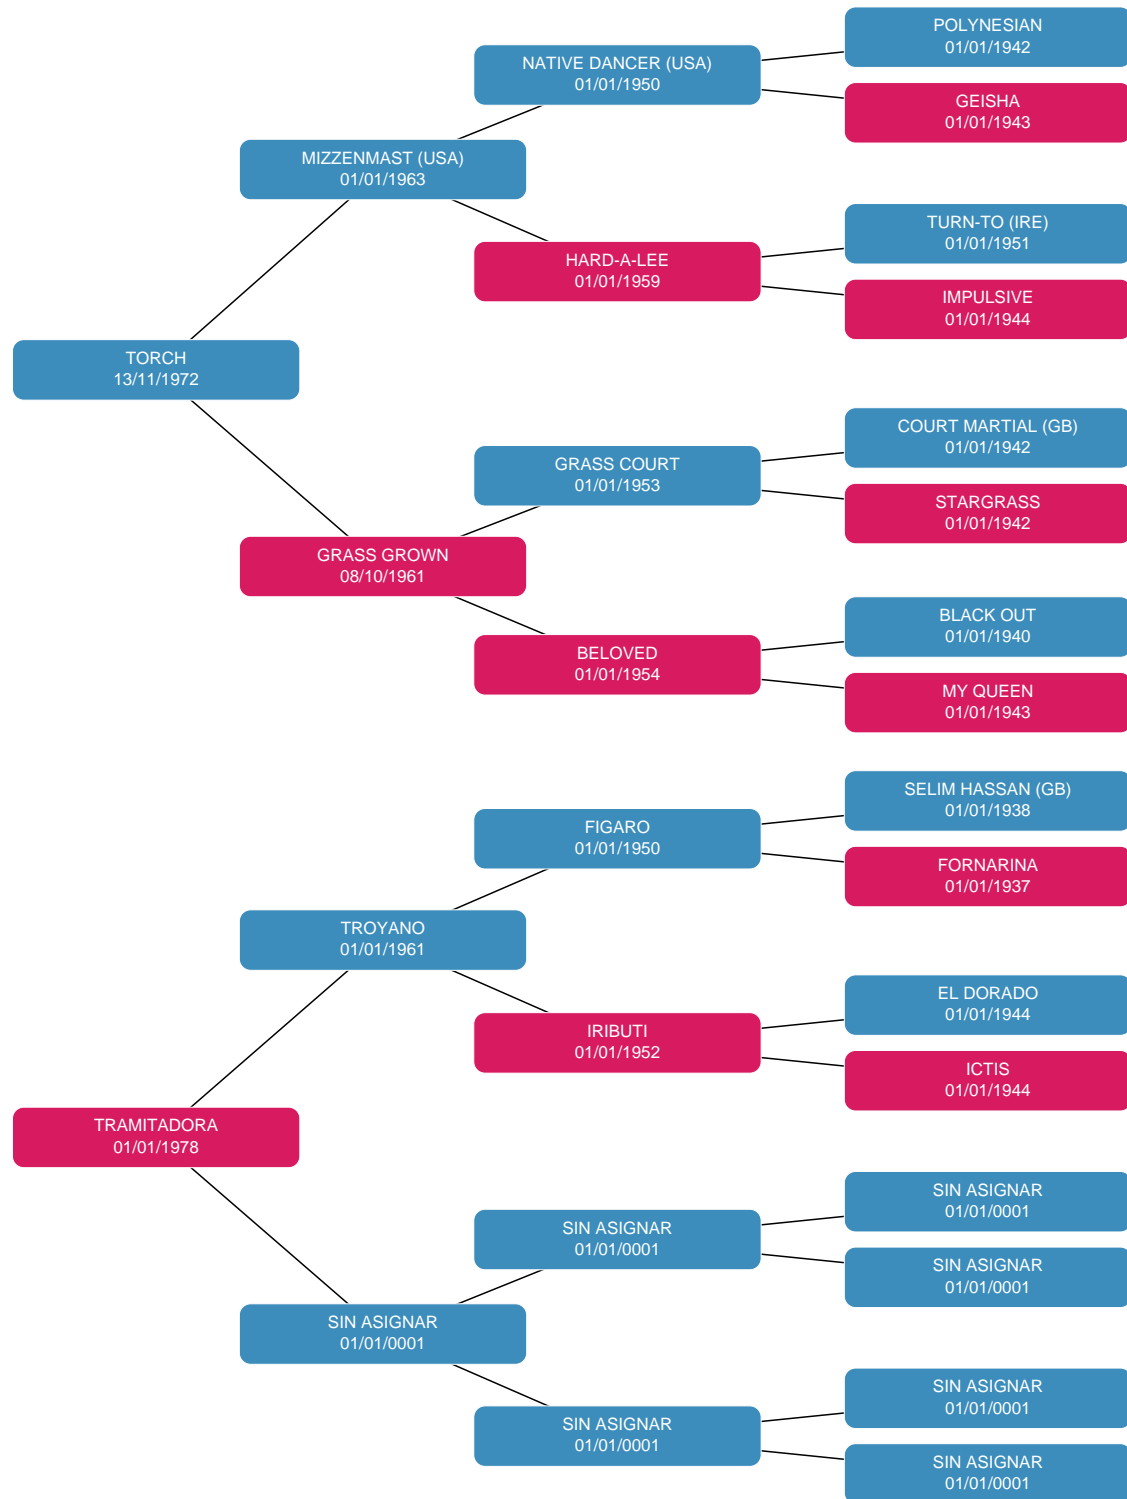 POLYNESIAN
01/01/1942
NATIVE DANCER (USA)
01/01/1950
GEISHA
01/01/1943
MIZZENMAST (USA)
01/01/1963
TURN-TO (IRE)
01/01/1951
HARD-A-LEE
01/01/1959
IMPULSIVE
01/01/1944
TORCH
13/11/1972
COURT MARTIAL (GB)
01/01/1942
GRASS COURT
01/01/1953
STARGRASS
01/01/1942
GRASS GROWN
08/10/1961
BLACK OUT
01/01/1940
BELOVED
01/01/1954
MY QUEEN
01/01/1943
SELIM HASSAN (GB)
01/01/1938
FIGARO
01/01/1950
FORNARINA
01/01/1937
TROYANO
01/01/1961
EL DORADO
01/01/1944
IRIBUTI
01/01/1952
ICTIS
01/01/1944
TRAMITADORA
01/01/1978
SIN ASIGNAR
01/01/0001
SIN ASIGNAR
01/01/0001
SIN ASIGNAR
01/01/0001
SIN ASIGNAR
01/01/0001
SIN ASIGNAR
01/01/0001
SIN ASIGNAR
01/01/0001
SIN ASIGNAR
01/01/0001